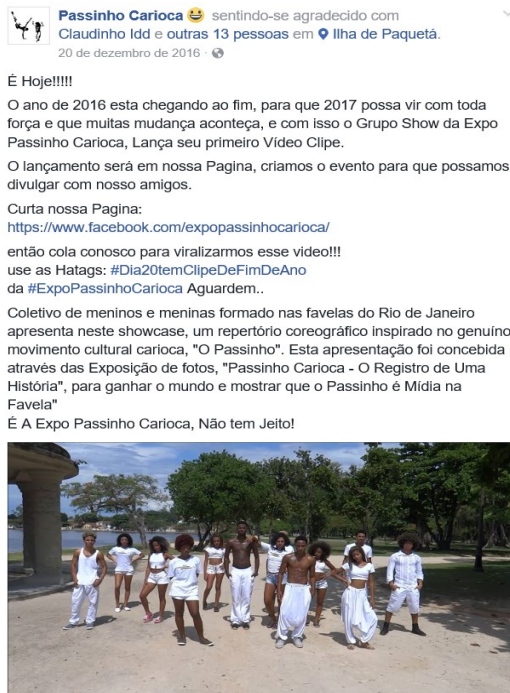 Passinho Carioca sentindo-se agradecido com
Claudinho Idd e outras 13 pessoas em Ilha de Paquetá.
20 de dezembro de 2016 ·
É Hoje!!!!!
O ano de 2016 esta chegando ao fim, para que 2017 possa vir com toda
força e que muitas mudança aconteça, e com isso o Grupo Show da Expo
Passinho Carioca, Lança seu primeiro Vídeo Clipe.
O lançamento será em nossa Pagina, criamos o evento para que possamos
divulgar com nosso amigos.
Curta nossa Pagina:
https://www.facebook.com/expopassinhocarioca/
então cola conosco para viralizarmos esse video!!!
use as Hatags: #Dia20temClipeDeFimDeAno
da #ExpoPassinhoCarioca Aguardem..
Coletivo de meninos e meninas formado nas favelas do Rio de Janeiro
apresenta neste showcase, um repertório coreográfico inspirado no genuíno
movimento cultural carioca, "O Passinho". Esta apresentação foi concebida
através das Exposição de fotos, "Passinho Carioca - O Registro de Uma
História", para ganhar o mundo e mostrar que o Passinho é Mídia na
Favela"
É A Expo Passinho Carioca, Não tem Jeito!